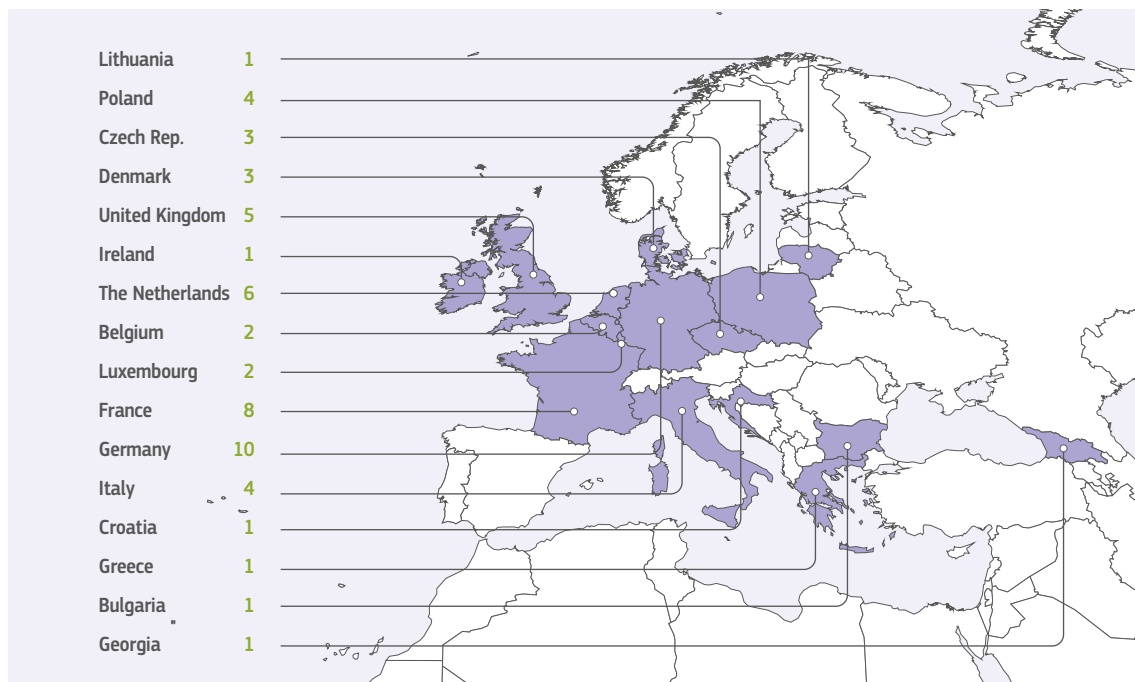 Lithuania 1
Poland 4
Czech Rep. 3
Denmark 3
United Kingdom 5
Ireland 1
The Netherlands 6
Belgium 2
Luxembourg 2
France 8
Germany 10
Italy 4
Croatia 1
Greece 1
Bulgaria 1
Georgia 1